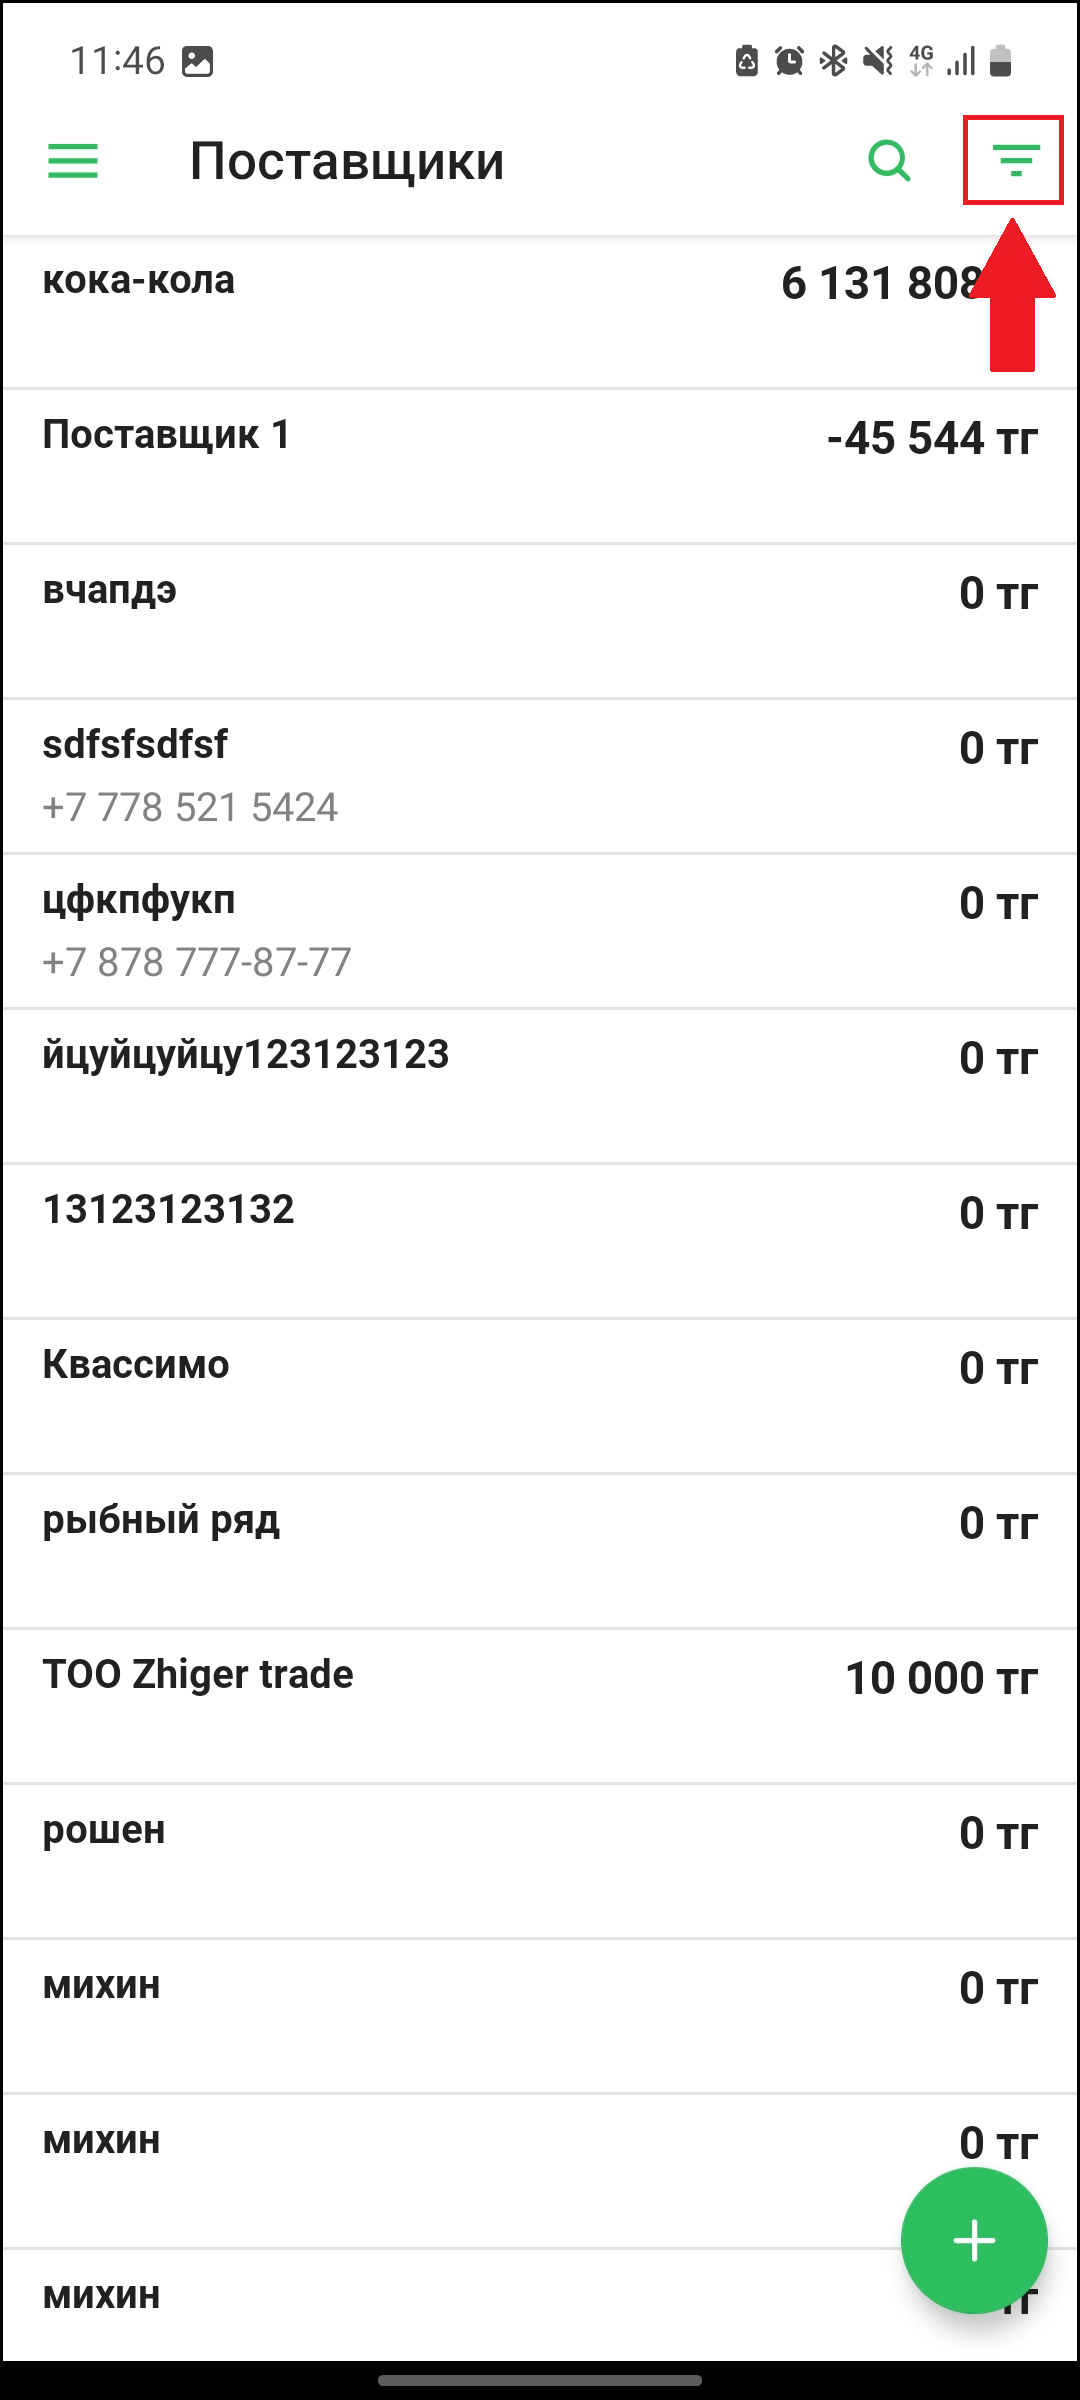 11:46 4G
Поставщики
кока-кола 6 131 808
Поставщик 1 -45 544 тг
вчапдэ 0 тг
sdfsfsdfsf 0 тг
+7 778 521 5424
цфкпфукп 0 тг
+7 878 777-87-77
йцуйцуйцу123123123 0 тг
13123123132 0 тг
Квассимо 0 тг
рыбный ряд 0 тг
ТОО Zhiger trade 10 000 тг
рошен 0 тг
михин 0 тг
михин 0 тг
михин